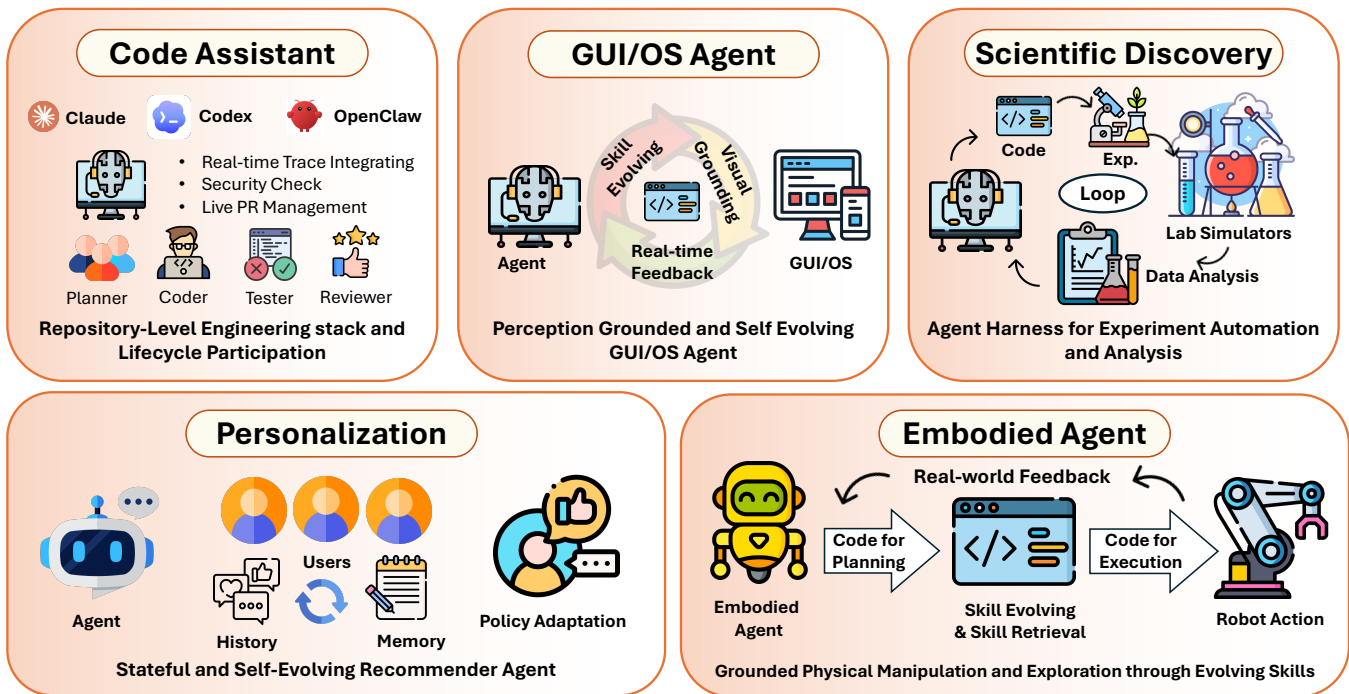 Code Assistant
Claude
Codex
OpenClaw
• Real-time Trace Integrating
• Security Check
• Live PR Management
Planner
Coder
Tester
Reviewer
Repository-Level Engineering stack and
Lifecycle Participation
GUI/OS Agent
Skill
Evolving
Visual
Grounding
Real-time
Feedback
Agent
GUI/OS
Perception Grounded and Self Evolving
GUI/OS Agent
Scientific Discovery
Code
Exp.
Loop
Lab Simulators
Data Analysis
Agent Harness for Experiment Automation
and Analysis
Personalization
Agent
Users
History
Memory
Policy Adaptation
Stateful and Self-Evolving Recommender Agent
Embodied Agent
Real-world Feedback
Code for
Planning
</>
Code for
Execution
Embodied
Agent
Skill Evolving
& Skill Retrieval
Robot Action
Grounded Physical Manipulation and Exploration through Evolving Skills